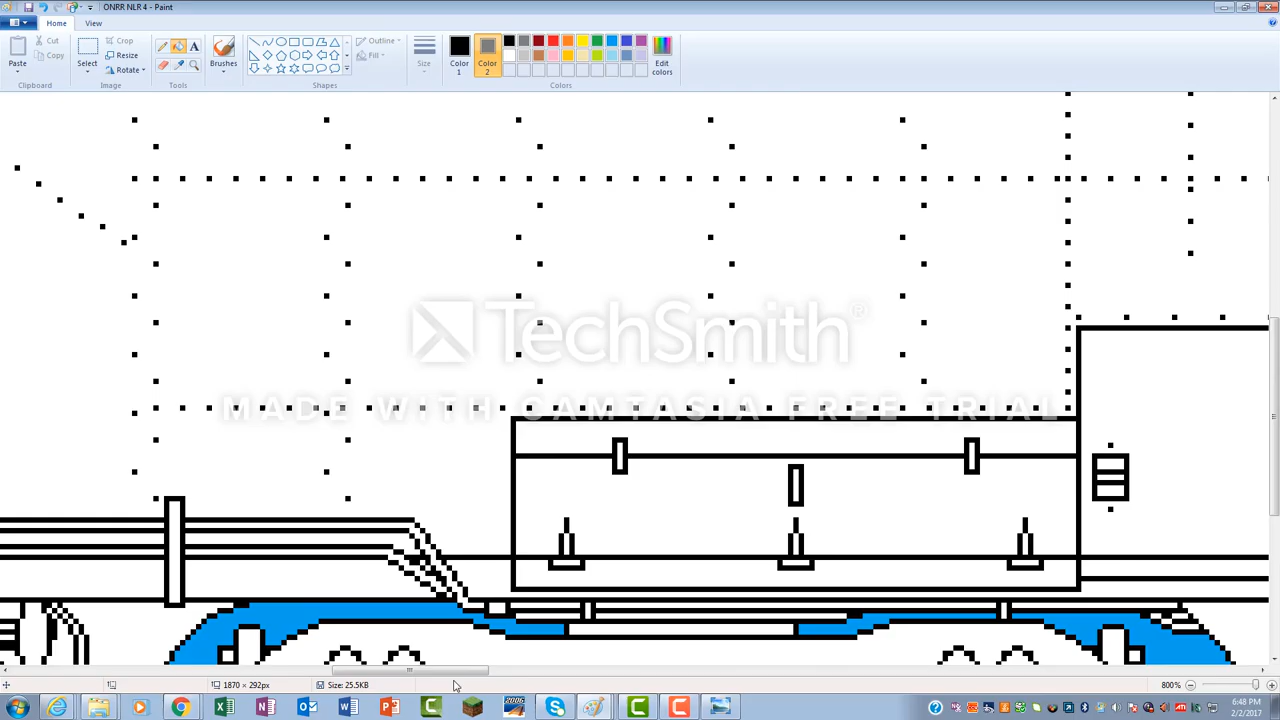 ONRR NLR 4 - Paint
Home View
Paste Cut Copy Clipboard
Select Crop Resize Rotate Image
A Tools
Brushes
Shapes Outline Fill
Size
Color 1 Color 2 Colors Edit colors
TechSmith®
MADE WITH CAMTASIA FREE TRIAL
1870 × 292px Size: 25.5KB 800%
2006
6:48 PM
2/2/2017